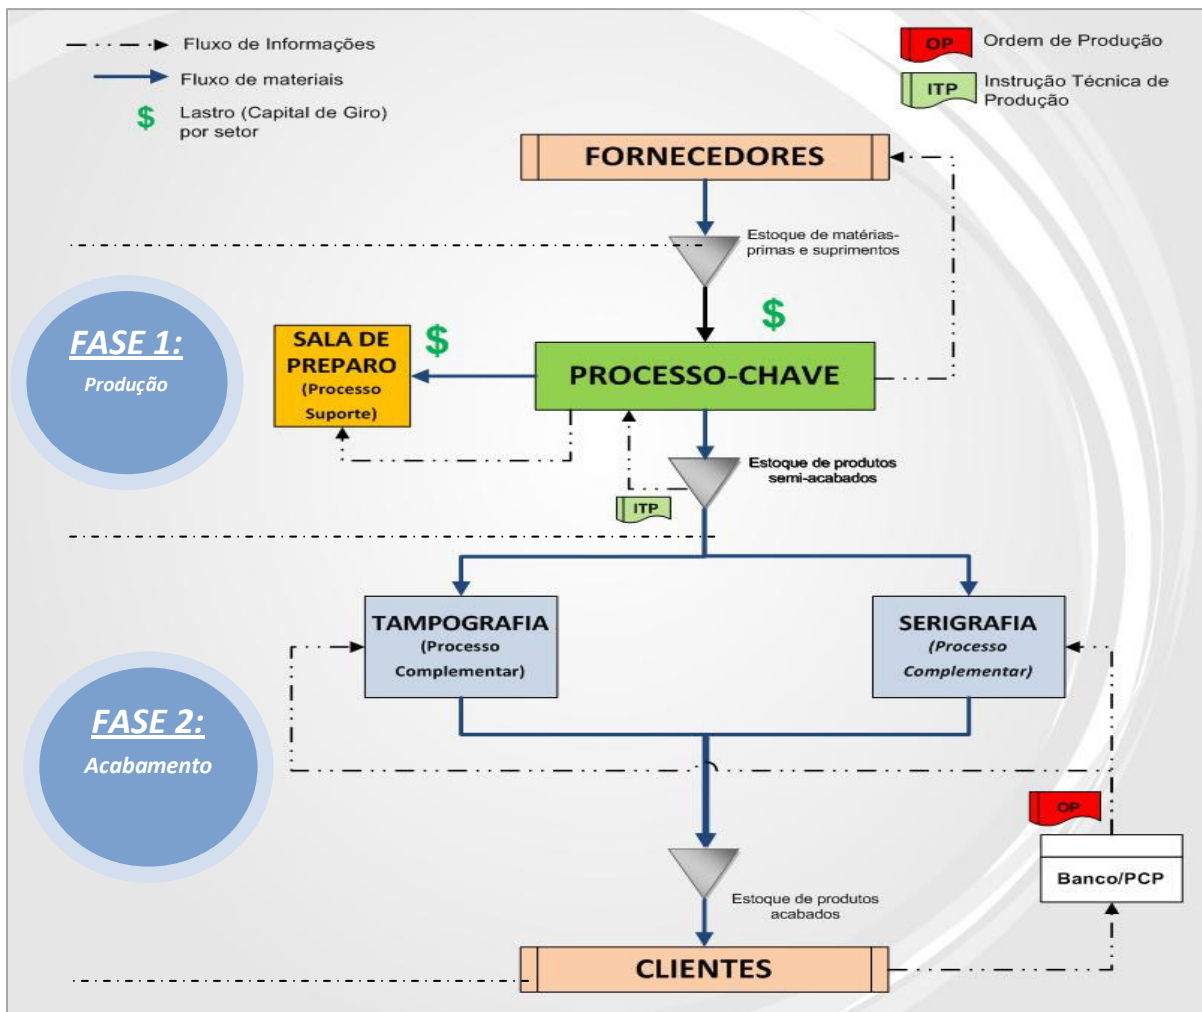 Fluxo de Informações
Fluxo de materiais
$
Lastro (Capital de Giro)
por setor
OP
Ordem de Produção
ITP
Instrução Técnica de
Produção
FORNECEDORES
Estoque de matérias-
primas e suprimentos
FASE 1:
Produção
SALA DE
PREPARO
(Processo
Suporte)
$
$
PROCESSO-CHAVE
Estoque de produtos
semi-acabados
ITP
TAMPOGRAFIA
(Processo
Complementar)
SERIGRAFIA
(Processo
Complementar)
FASE 2:
Acabamento
OP
Banco/PCP
Estoque de produtos
acabados
CLIENTES